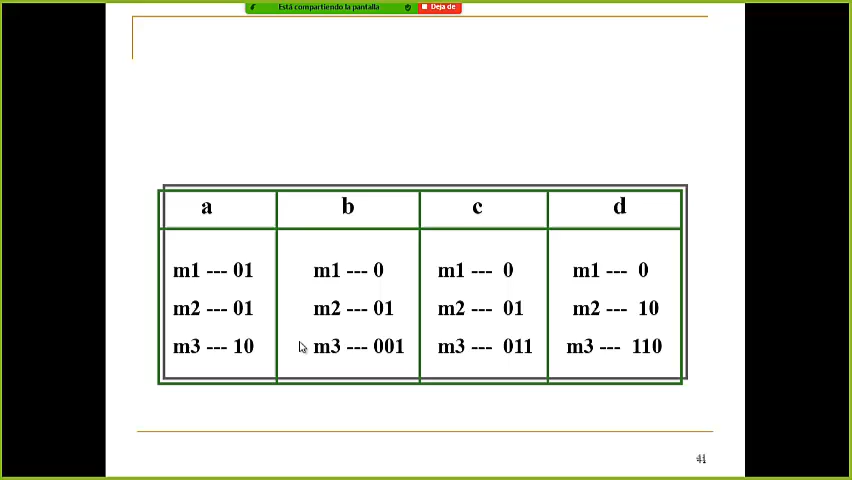 Está compartiendo la pantalla
Deja de
a b c d
m1 --- 01 m1 --- 0 m1 --- 0 m1 --- 0
m2 --- 01 m2 --- 01 m2 --- 01 m2 --- 10
m3 --- 10 m3 --- 001 m3 --- 011 m3 --- 110